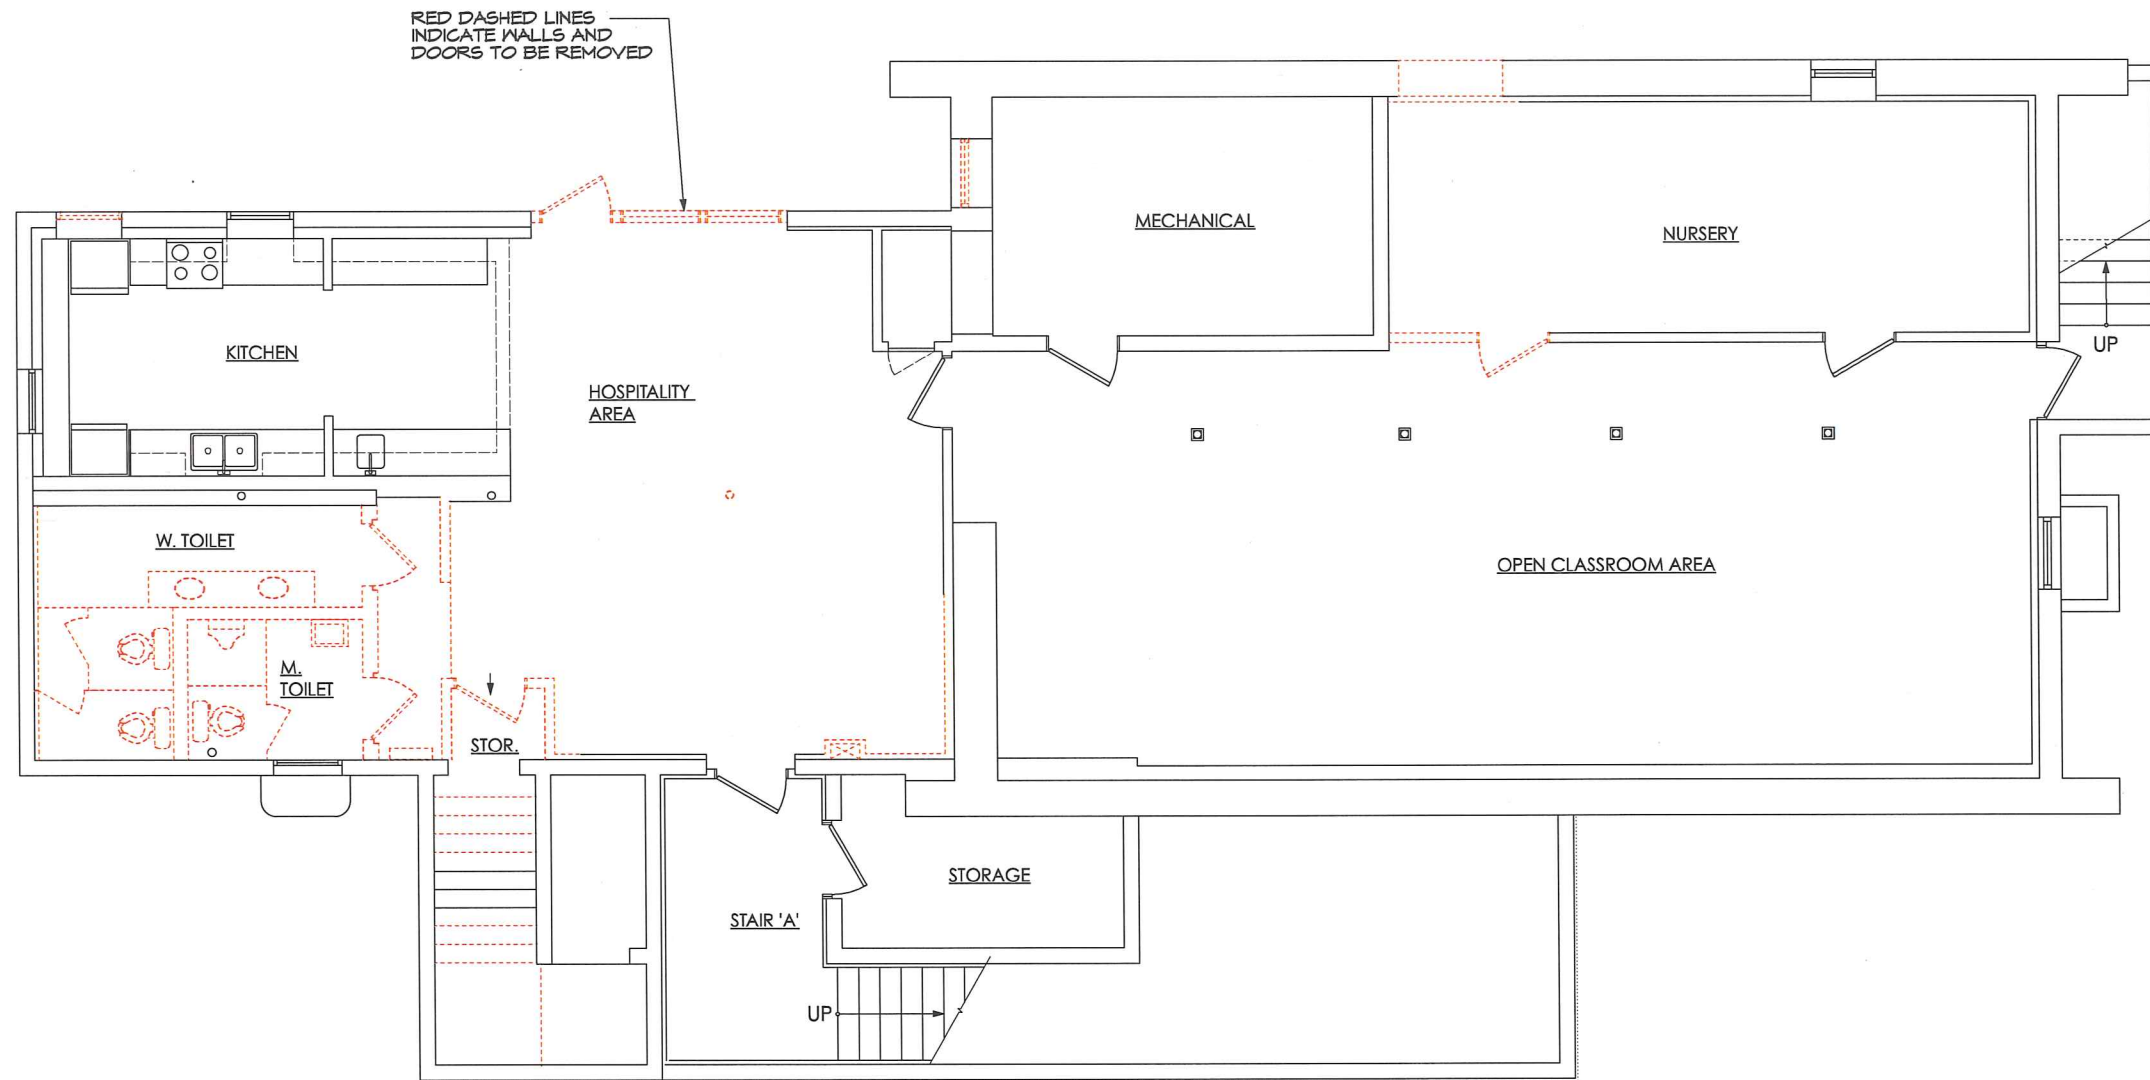 RED DASHED LINES
INDICATE WALLS AND
DOORS TO BE REMOVED
MECHANICAL
NURSERY
UP
KITCHEN
HOSPITALITY
AREA
W. TOILET
OPEN CLASSROOM AREA
M.
TOILET
STOR.
STORAGE
STAIR 'A'
UP